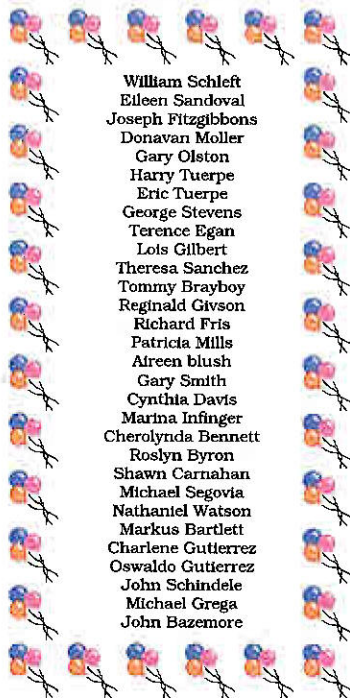 William Schleft
Eileen Sandoval
Joseph Fitzgibbons
Donavan Moller
Gary Olston
Harry Tuerpe
Eric Tuerpe
George Stevens
Terence Egan
Lois Gilbert
Theresa Sanchez
Tommy Brayboy
Reginald Givson
Richard Fris
Patricia Mills
Aireen blush
Gary Smith
Cynthia Davis
Marina Infinger
Cherolynda Bennett
Roslyn Byron
Shawn Carnahan
Michael Segovia
Nathaniel Watson
Markus Bartlett
Charlene Gutierrez
Oswaldo Gutierrez
John Schindele
Michael Grega
John Bazemore